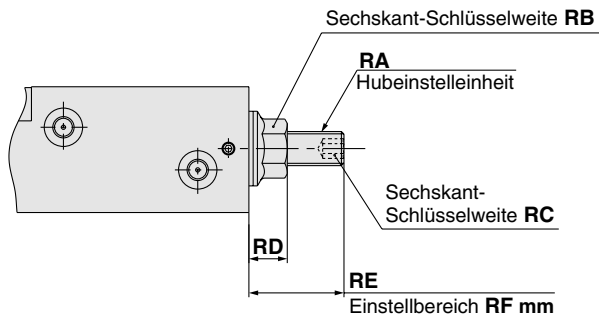 Sechskant-Schlüsselweite RB
RA
Hubeinstelleinheit
Sechskant-
Schlüsselweite RC
RD
RE
Einstellbereich RF mm